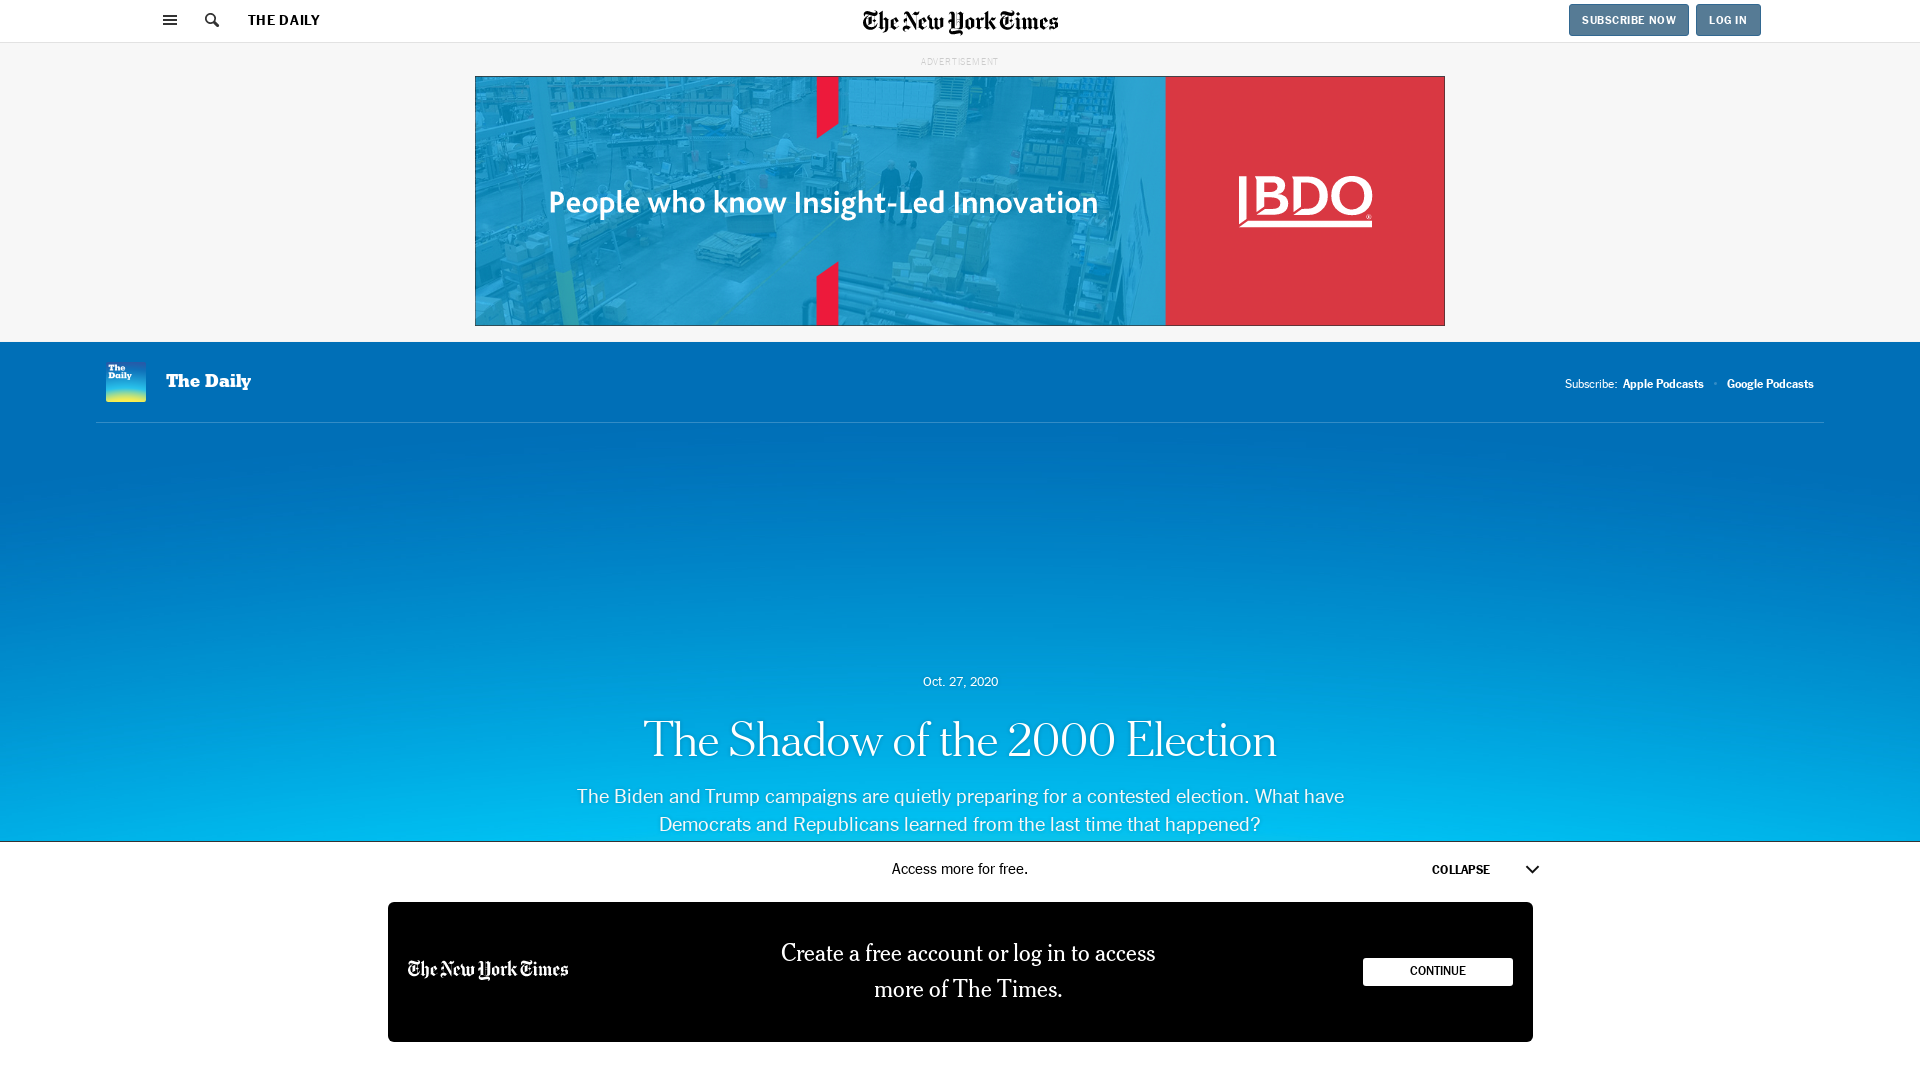 THE DAILY
The New York Times
SUBSCRIBE NOW
LOG IN
ADVERTISEMENT
People who know Insight-Led Innovation
BDO
®
The
Daily
The Daily
Subscribe: Apple Podcasts
Google Podcasts
Oct. 27, 2020
The Shadow of the 2000 Election
The Biden and Trump campaigns are quietly preparing for a contested election. What have
Democrats and Republicans learned from the last time that happened?
Access more for free.
COLLAPSE
The New York Times
Create a free account or log in to access
more of The Times.
CONTINUE